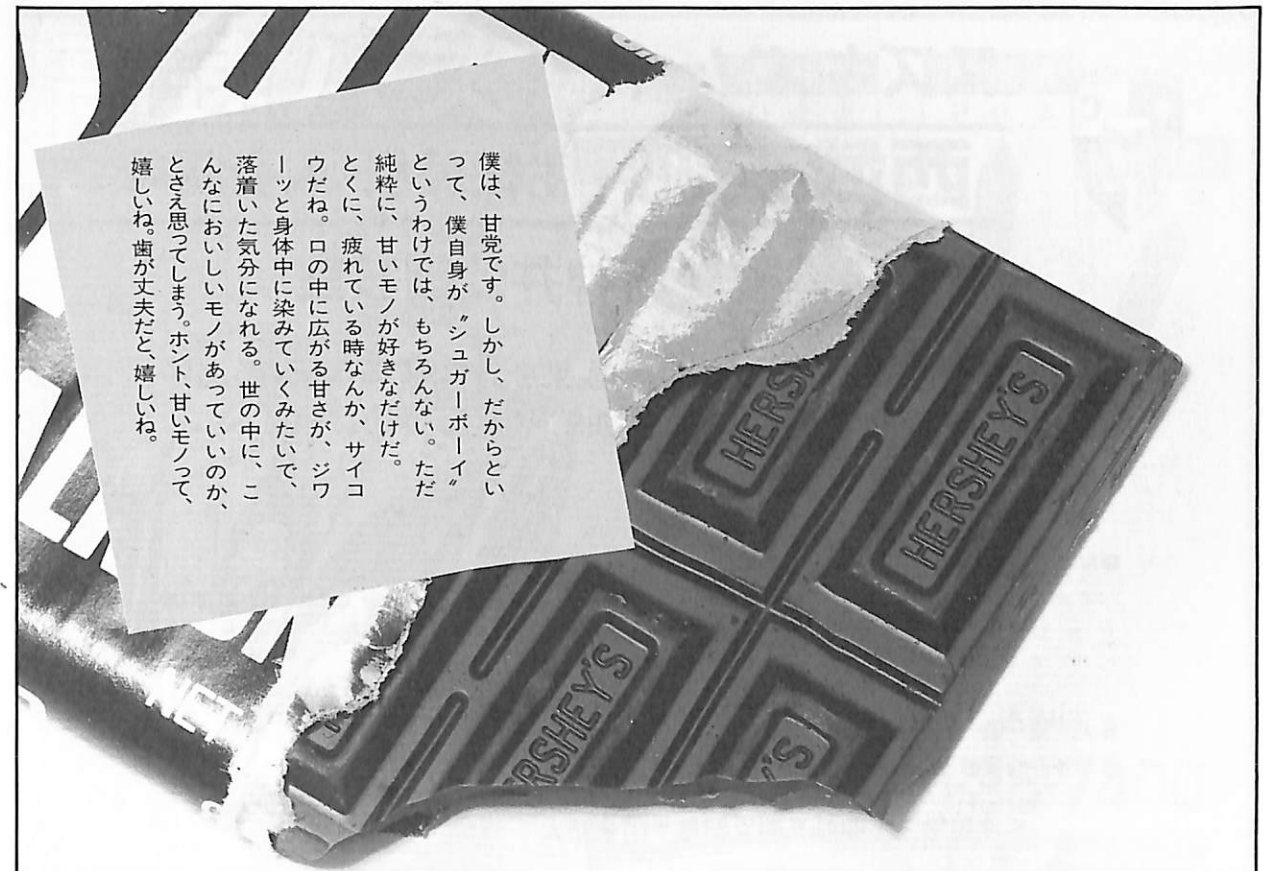 僕は、甘党です。しかし、だからとい
って、僕自身が〝シュガーボーイ〟
というわけでは、もちろんない。ただ
純粋に、甘いモノが好きなだけだ。
とくに、疲れている時なんか、サイコ
ウだね。口の中に広がる甘さが、ジワ
ーッと身体中に染みていくみたいで、
落着いた気分になれる。世の中に、こ
んなにおいしいモノがあっていいのか、
とさえ思ってしまう。ホント、甘いモノって、
嬉しいね。歯が丈夫だと、嬉しいね。
HERSHEY'S
HERSHEY'S
NET